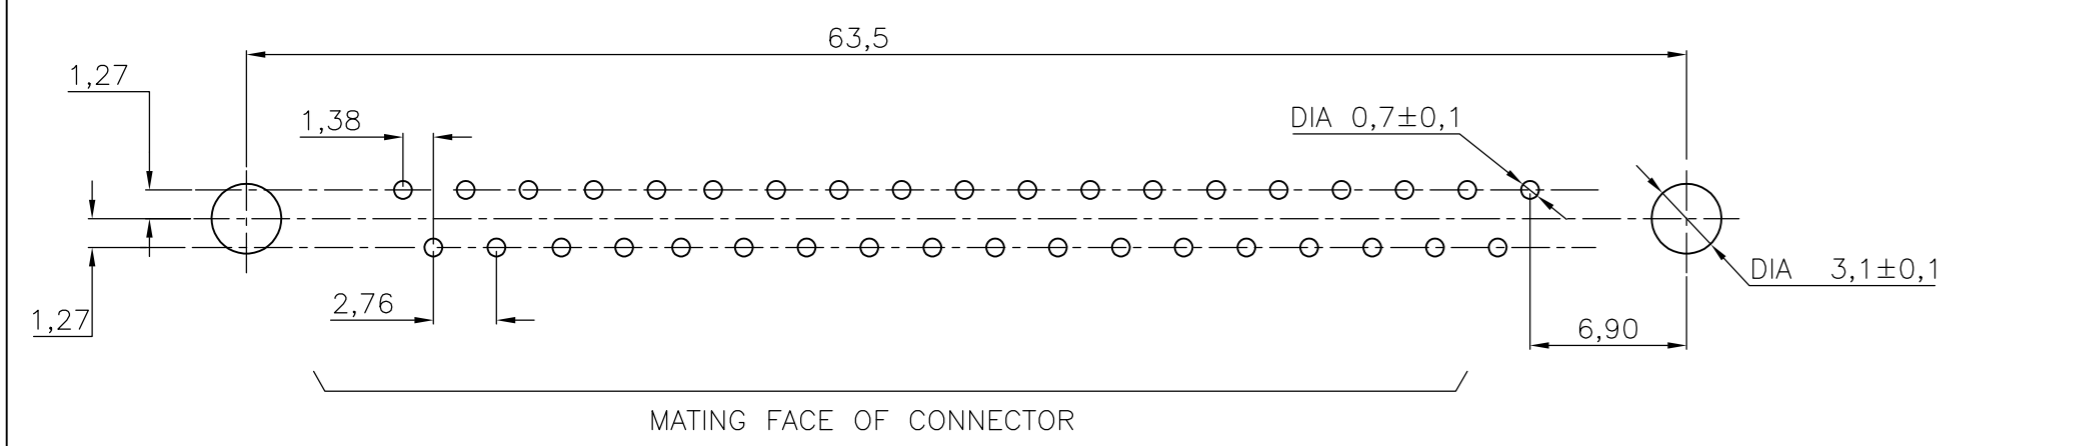 63,5
1,27
1,38
DIA 0,7±0,1
DIA 3,1±0,1
2,76
1,27
6,90
MATING FACE OF CONNECTOR